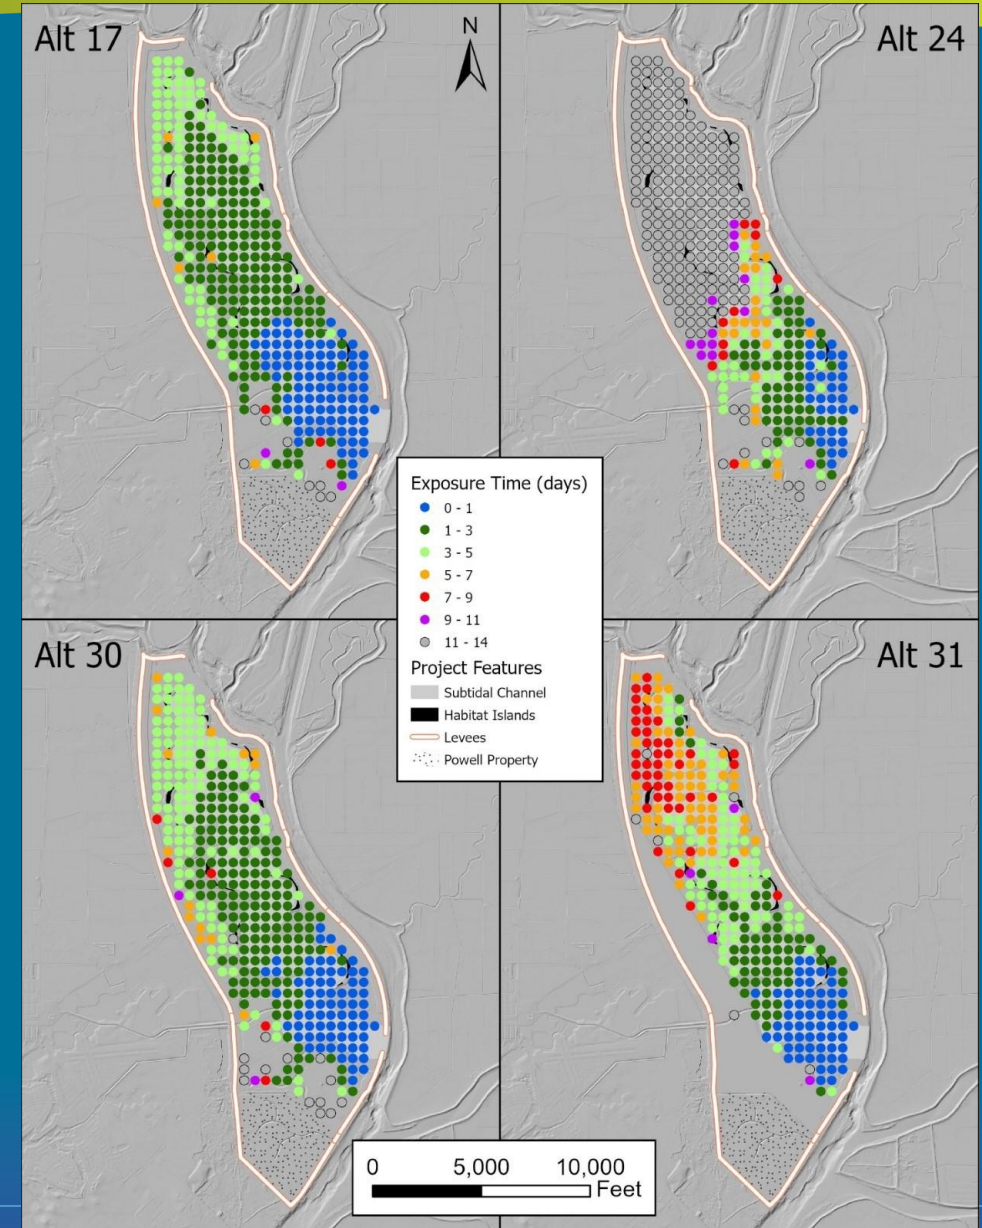 Alt 17
N
Alt 24
Exposure Time (days)
0 - 1
1 - 3
3 - 5
5 - 7
7 - 9
9 - 11
11 - 14
Project Features
Subtidal Channel
Habitat Islands
Levees
Powell Property
Alt 30
Alt 31
0 5,000 10,000
Feet